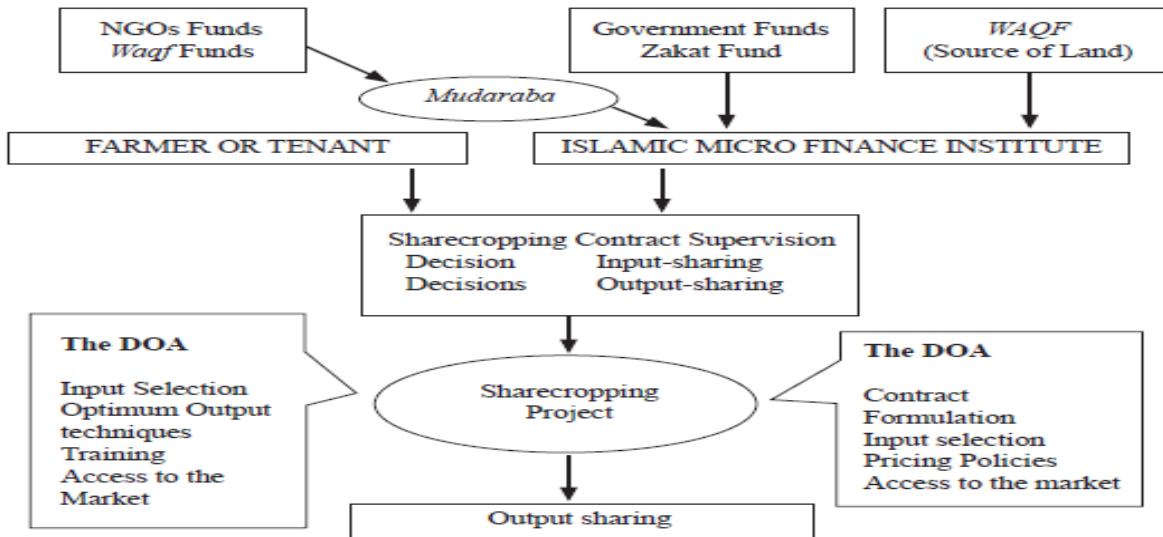 NGOs Funds
Waqf Funds
Government Funds
Zakat Fund
WAQF
(Source of Land)
Mudaraba
FARMER OR TENANT
ISLAMIC MICRO FINANCE INSTITUTE
Sharecropping Contract Supervision
Decision Input-sharing
Decisions Output-sharing
The DOA
Input Selection
Optimum Output
techniques
Training
Access to the
Market
Sharecropping
Project
The DOA
Contract
Formulation
Input selection
Pricing Policies
Access to the market
Output sharing